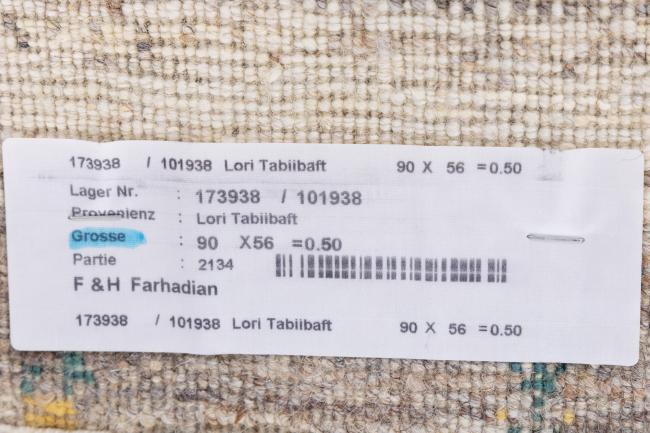 173938 / 101938 Lori Tabiibaft 90 X 56 =0.50
Lager Nr. : 173938 / 101938
Provenienz : Lori Tabiibaft
Grosse : 90 X56 =0.50
Partie : 2134
F & H Farhadian
173938 / 101938 Lori Tabiibaft 90 X 56 =0.50